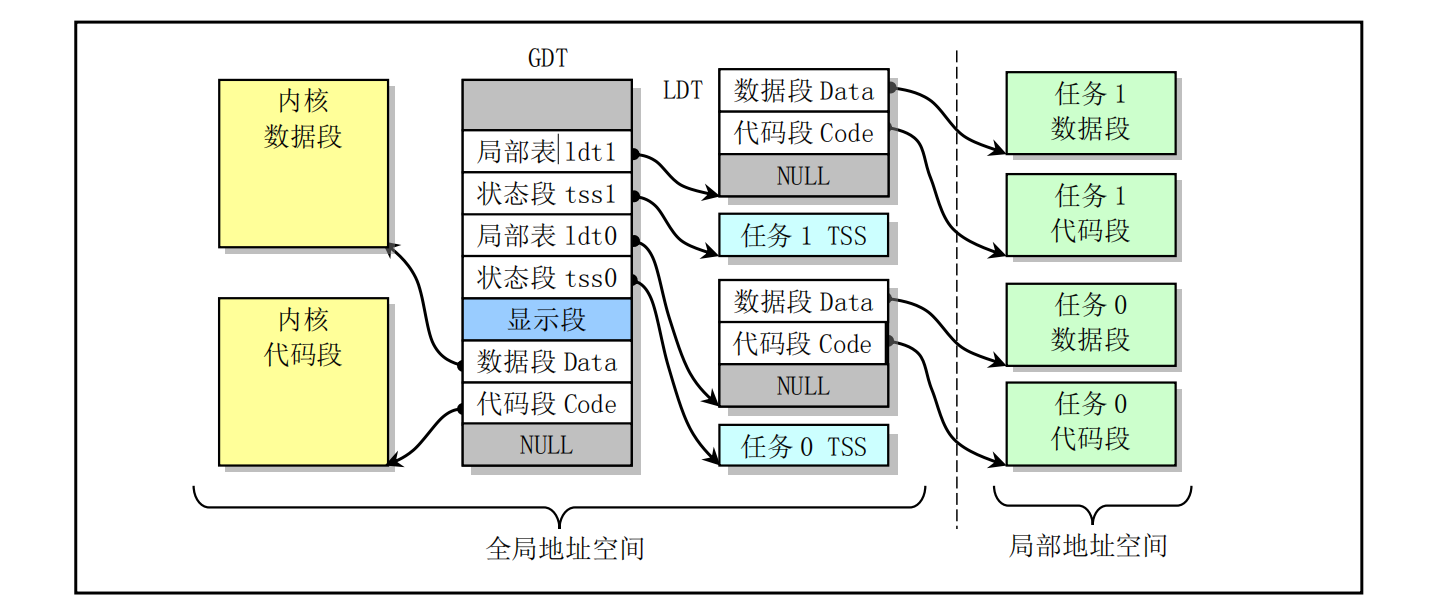 GDT
内核
数据段
内核
代码段
局部表 ldt1
状态段 tss1
局部表 ldt0
状态段 tss0
显示段
数据段 Data
代码段 Code
NULL
LDT
数据段 Data
代码段 Code
NULL
任务 1 TSS
数据段 Data
代码段 Code
NULL
任务 0 TSS
任务 1
数据段
任务 1
代码段
任务 0
数据段
任务 0
代码段
全局地址空间
局部地址空间